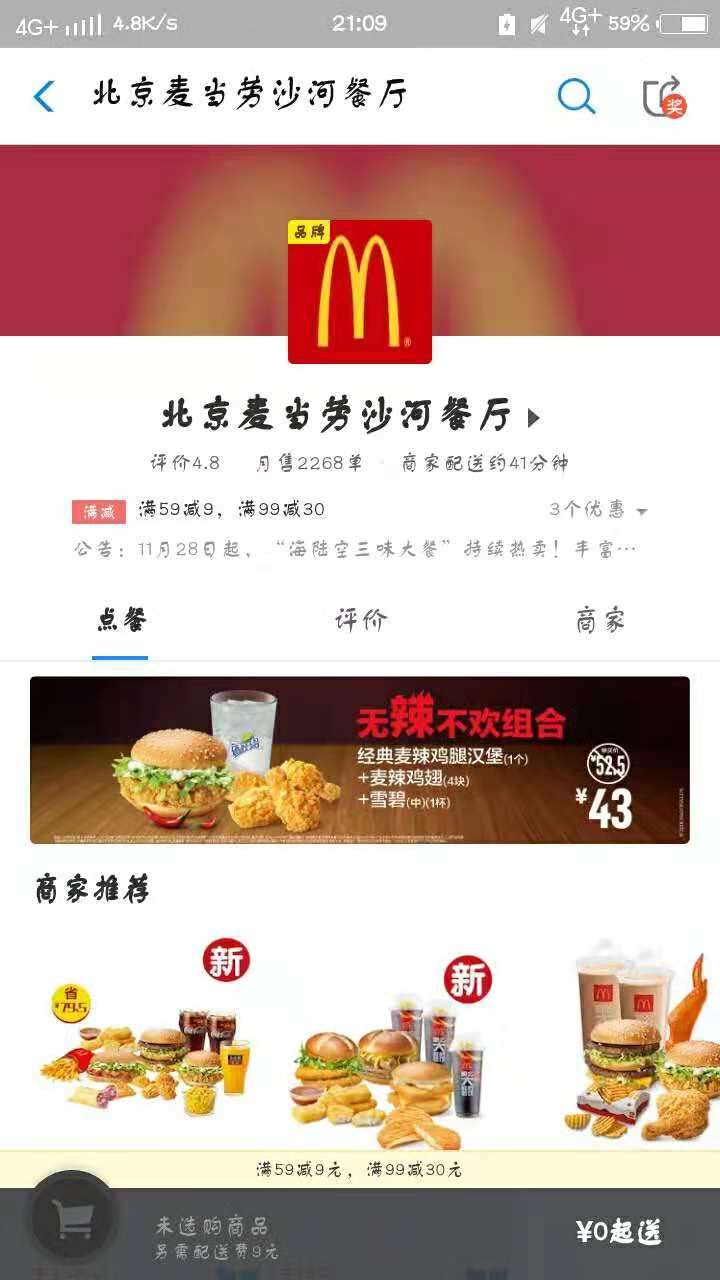 4G+ 4.8K/s 21:09 4G+ 59%
北京麦当劳沙河餐厅
奖
品牌
北京麦当劳沙河餐厅
评价4.8 月售2268单 商家配送约41分钟
满减 满59减9，满99减30 3个优惠
公告：11月28日起，“海陆空三味大餐”持续热卖！丰富…
点餐 评价 商家
无辣不欢组合
经典麦辣鸡腿汉堡(1个)
+麦辣鸡翅(4块)
+雪碧(中)(1杯)
¥52.5
¥43
商家推荐
新
新
省
¥79.5
满59减9元，满99减30元
未选购商品
另需配送费9元
¥0起送